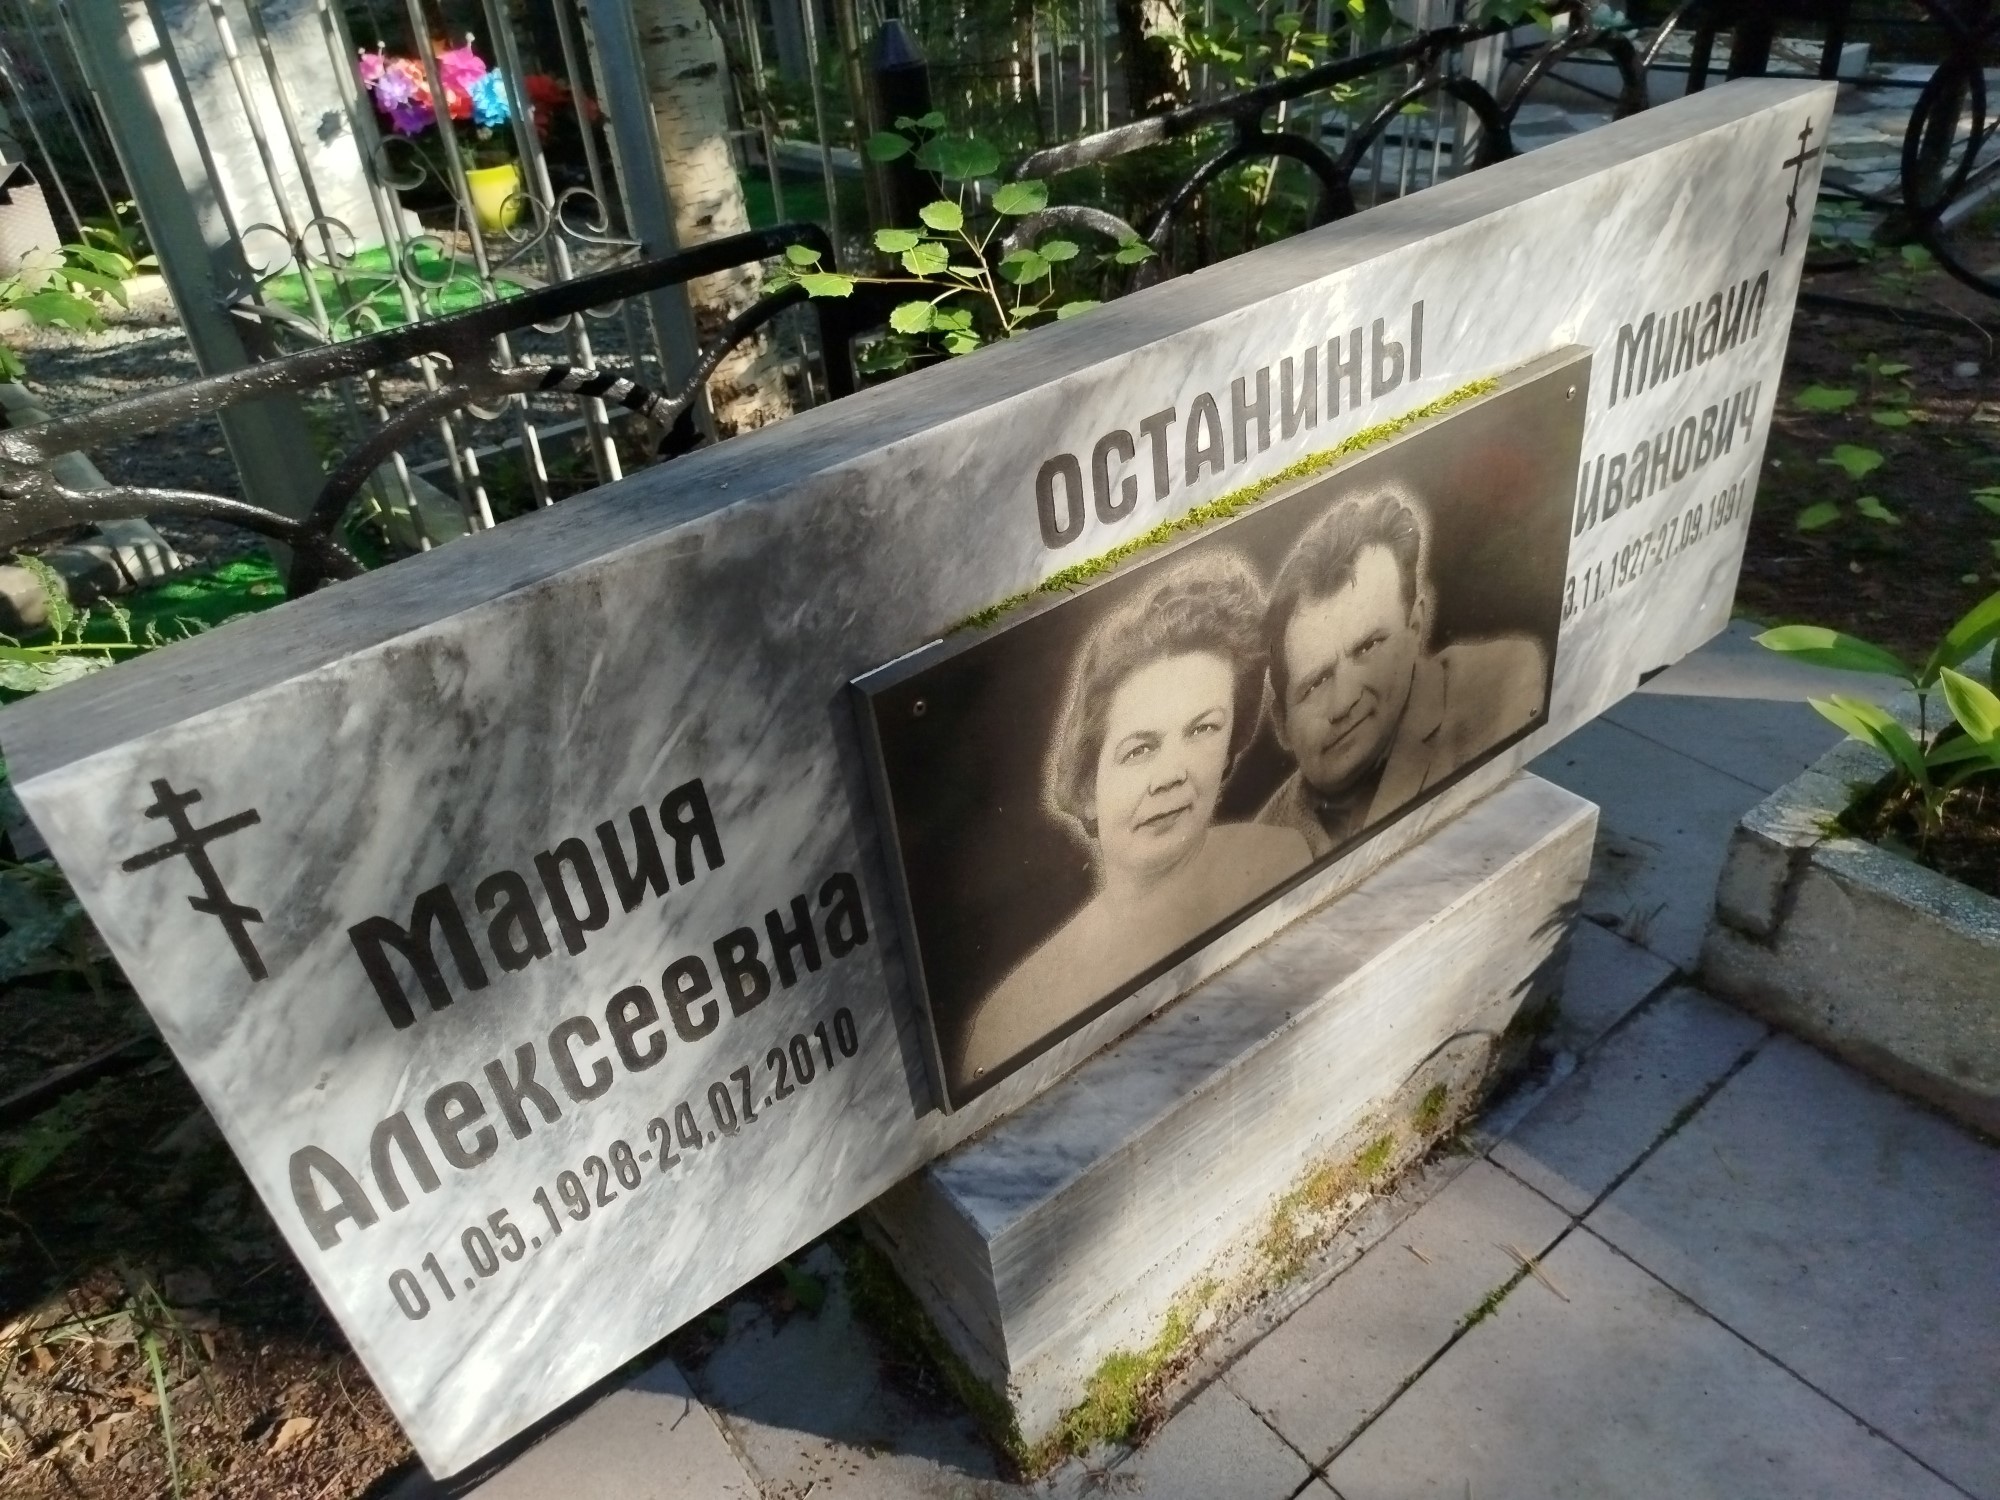 ОСТАНИНЫ
Мария
Алексеевна
01.05.1928-24.07.2010
Михаил
Иванович
3.11.1927-27.09.1991